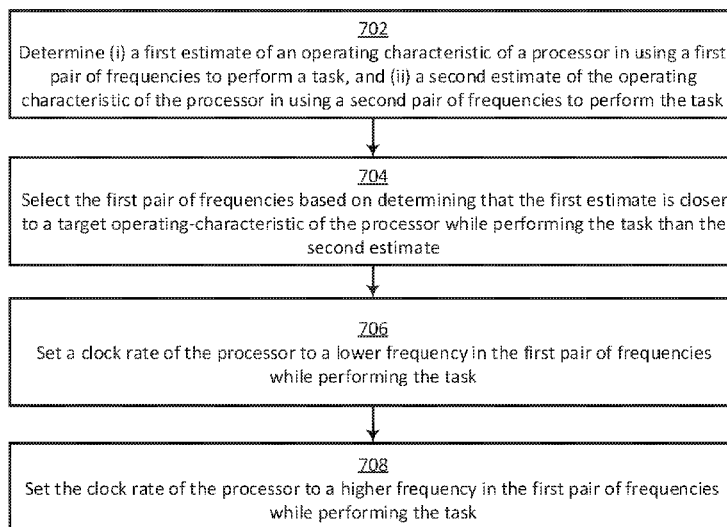 702
Determine (i) a first estimate of an operating characteristic of a processor in using a first
pair of frequencies to perform a task, and (ii) a second estimate of the operating
characteristic of the processor in using a second pair of frequencies to perform the task
704
Select the first pair of frequencies based on determining that the first estimate is closer
to a target operating-characteristic of the processor while performing the task than the
second estimate
706
Set a clock rate of the processor to a lower frequency in the first pair of frequencies
while performing the task
708
Set the clock rate of the processor to a higher frequency in the first pair of frequencies
while performing the task